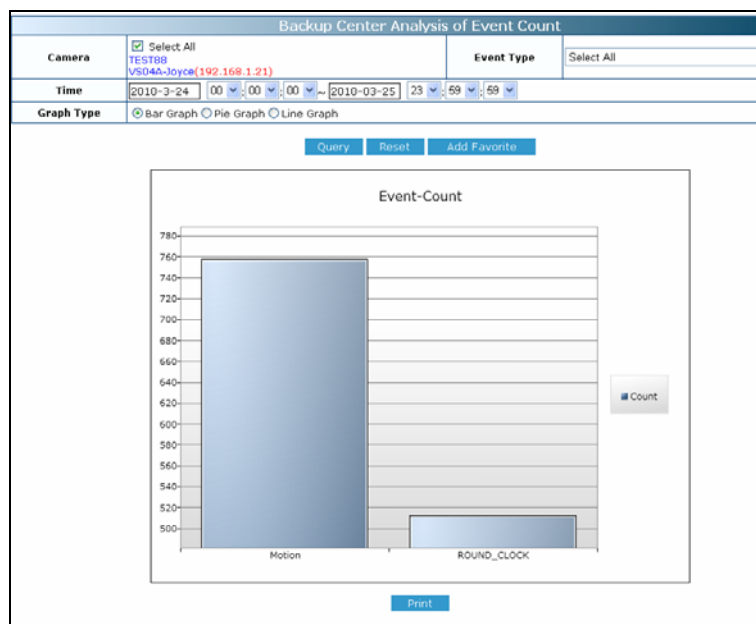 Backup Center Analysis of Event Count
Camera
Select All
TEST88
VS04A-Joyce(192.168.1.21)
Event Type
Select All
Time
2010-3-24 00 : 00 : 00 ~ 2010-03-25 23 : 59 : 59
Graph Type
Bar Graph Pie Graph Line Graph
Query Reset Add Favorite
Event-Count
780
760
740
720
700
680
660
640
620
600
580
560
540
520
500
Count
Motion ROUND_CLOCK
Print